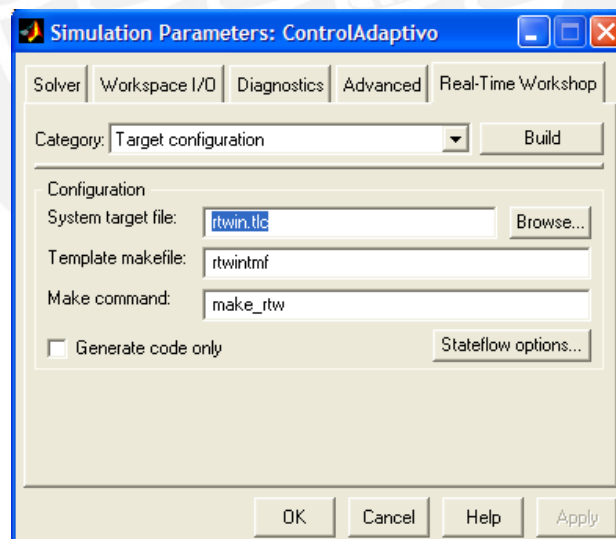 Simulation Parameters: ControlAdaptivo
Solver Workspace I/O Diagnostics Advanced Real-Time Workshop
Category: Target configuration Build
Configuration
System target file: rtwin.tlc Browse...
Template makefile: rtwintmf
Make command: make_rtw
Generate code only Stateflow options...
OK Cancel Help Apply